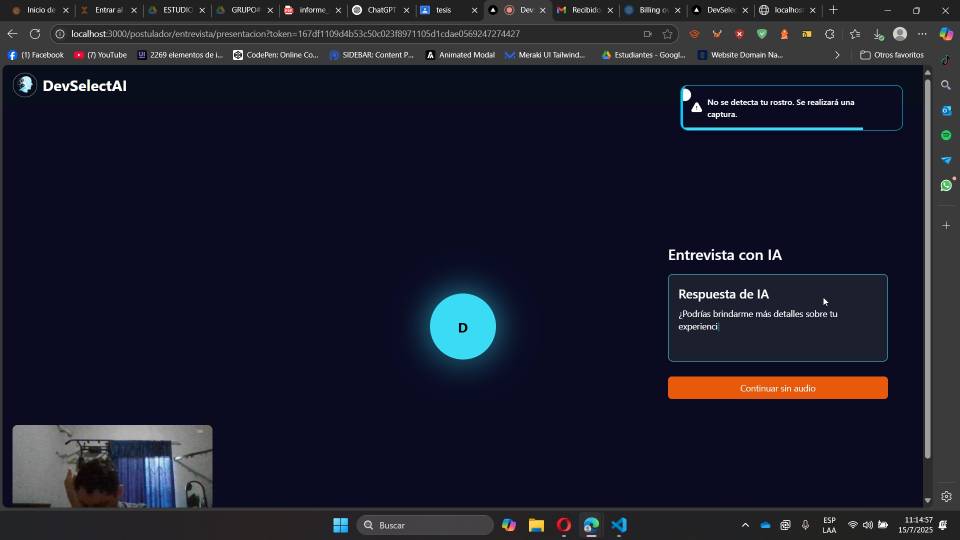 Inicio de
Entrar al
ESTUDIO
GRUPO#
informe_
ChatGPT
tesis
Dev
Recibido
Billing ov
DevSelec
localhost
localhost:3000/postulador/entrevista/presentacion?token=167df1109d4b53c50c023f8971105d1cdae0569247274427
(1) Facebook
(7) YouTube
2269 elementos de i...
CodePen: Online Co...
SIDEBAR: Content P...
Animated Modal
Meraki UI Tailwind...
Estudiantes - Googl...
Website Domain Na...
Otros favoritos
DevSelectAI
No se detecta tu rostro. Se realizará una
captura.
Entrevista con IA
Respuesta de IA
¿Podrías brindarme más detalles sobre tu
experienci
D
Continuar sin audio
Buscar
ESP
LAA
11:14:57
15/7/2025